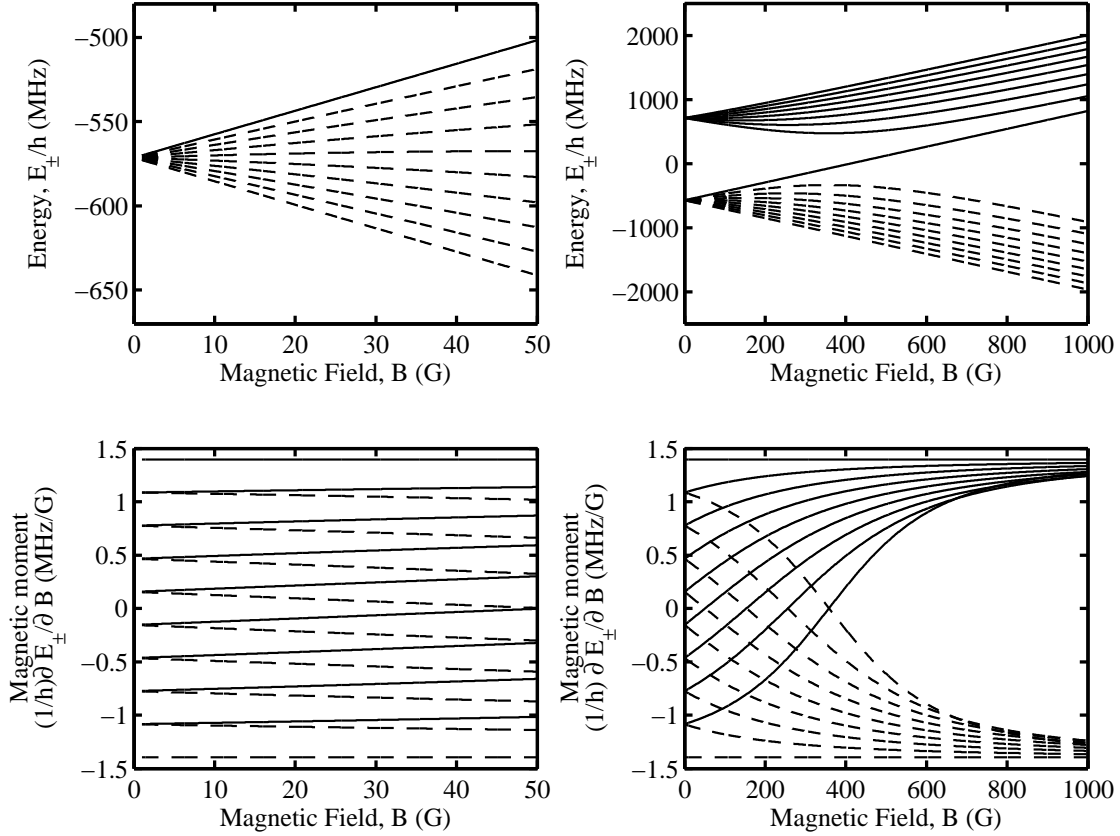 −500
−550
−600
−650
0 10 20 30 40 50
Magnetic Field, B (G)
Energy, E±/h (MHz)
2000
1000
0
−1000
−2000
0 200 400 600 800 1000
Magnetic Field, B (G)
Energy, E±/h (MHz)
1.5
1
0.5
0
−0.5
−1
−1.5
0 10 20 30 40 50
Magnetic Field, B (G)
Magnetic moment
(1/h)∂ E±/∂ B (MHz/G)
1.5
1
0.5
0
−0.5
−1
−1.5
0 200 400 600 800 1000
Magnetic Field, B (G)
Magnetic moment
(1/h) ∂ E±/∂ B (MHz/G)